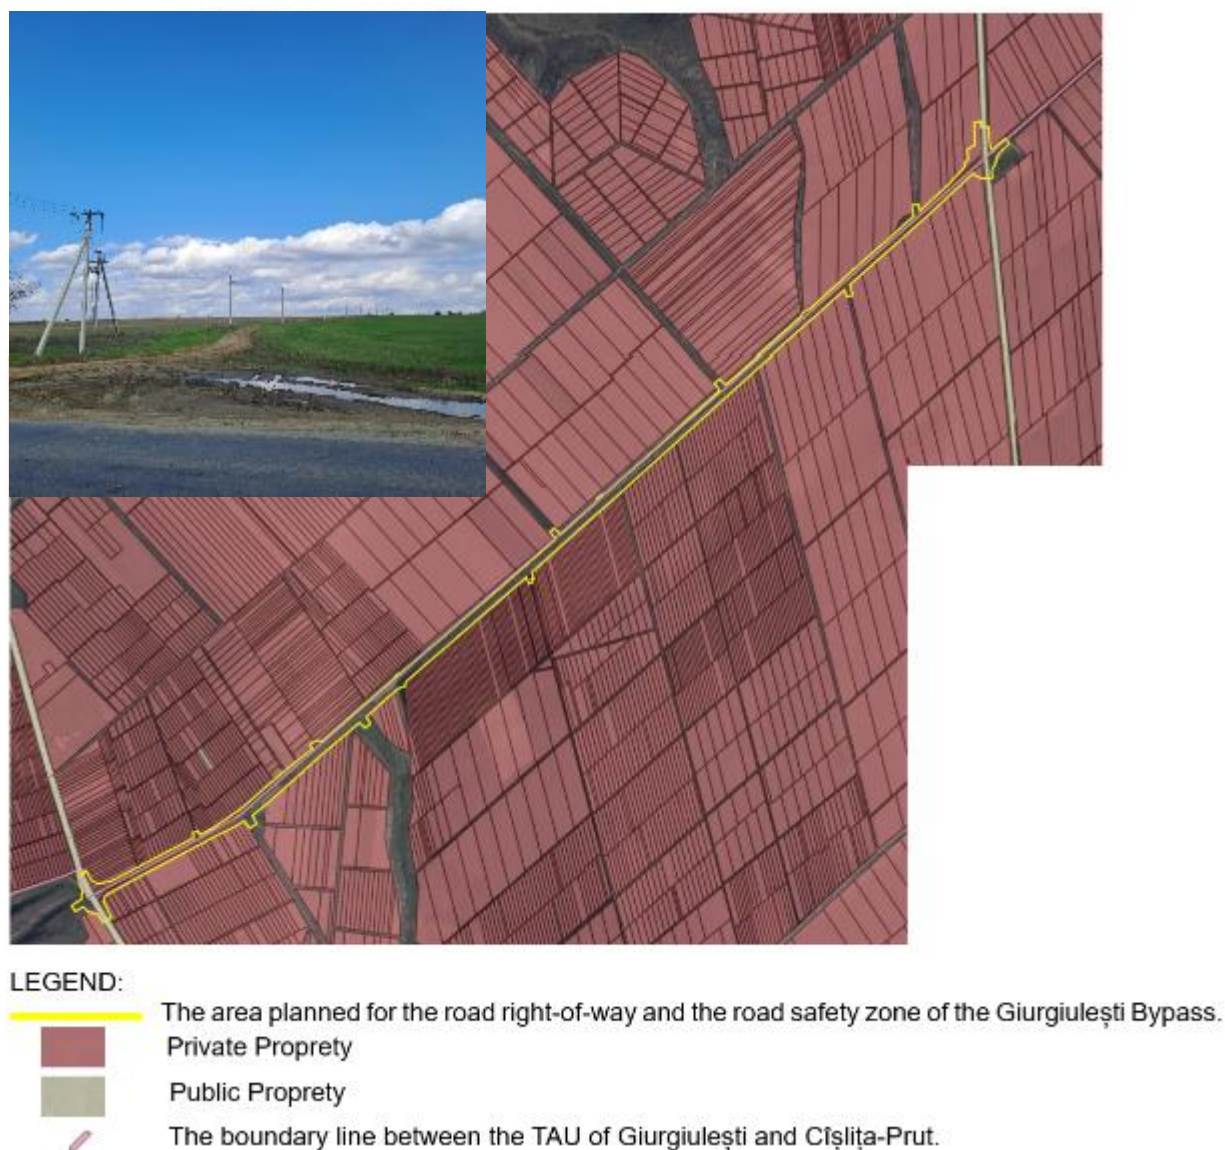 LEGEND:
The area planned for the road right-of-way and the road safety zone of the Giurgiulești Bypass.
Private Proprety
Public Proprety
The boundary line between the TAU of Giurgiulești and Cîșlița-Prut.